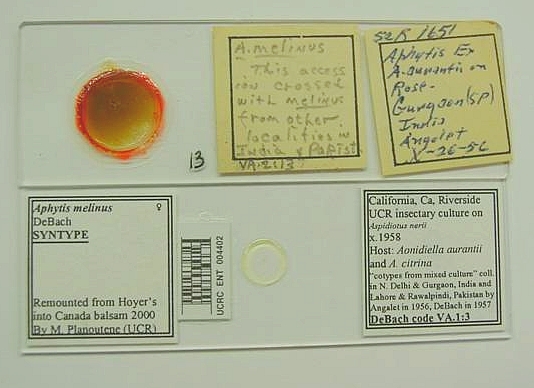 A. melinus
This access
ion crossed
with melinus
from other
localities in
India & Pakist
VA.2:13
S2R 1651
Aphytis Ex
A. aurantii on
Rose-
Gurgaon (SP)
India
Angelet
X-26-56
13
Aphytis melinus ♀
DeBach
SYNTYPE
Remounted from Hoyer's
into Canada balsam 2000
By M. Planoutene (UCR)
UCRC ENT 004402
California, Ca, Riverside
UCR insectary culture on
Aspidiotus nerii
x.1958
Host: Aonidiella aurantii
and A. citrina
"cotypes from mixed culture" coll.
in N. Delhi & Gurgaon, India and
Lahore & Rawalpindi, Pakistan by
Angalet in 1956, DeBach in 1957
DeBach code VA.1:3